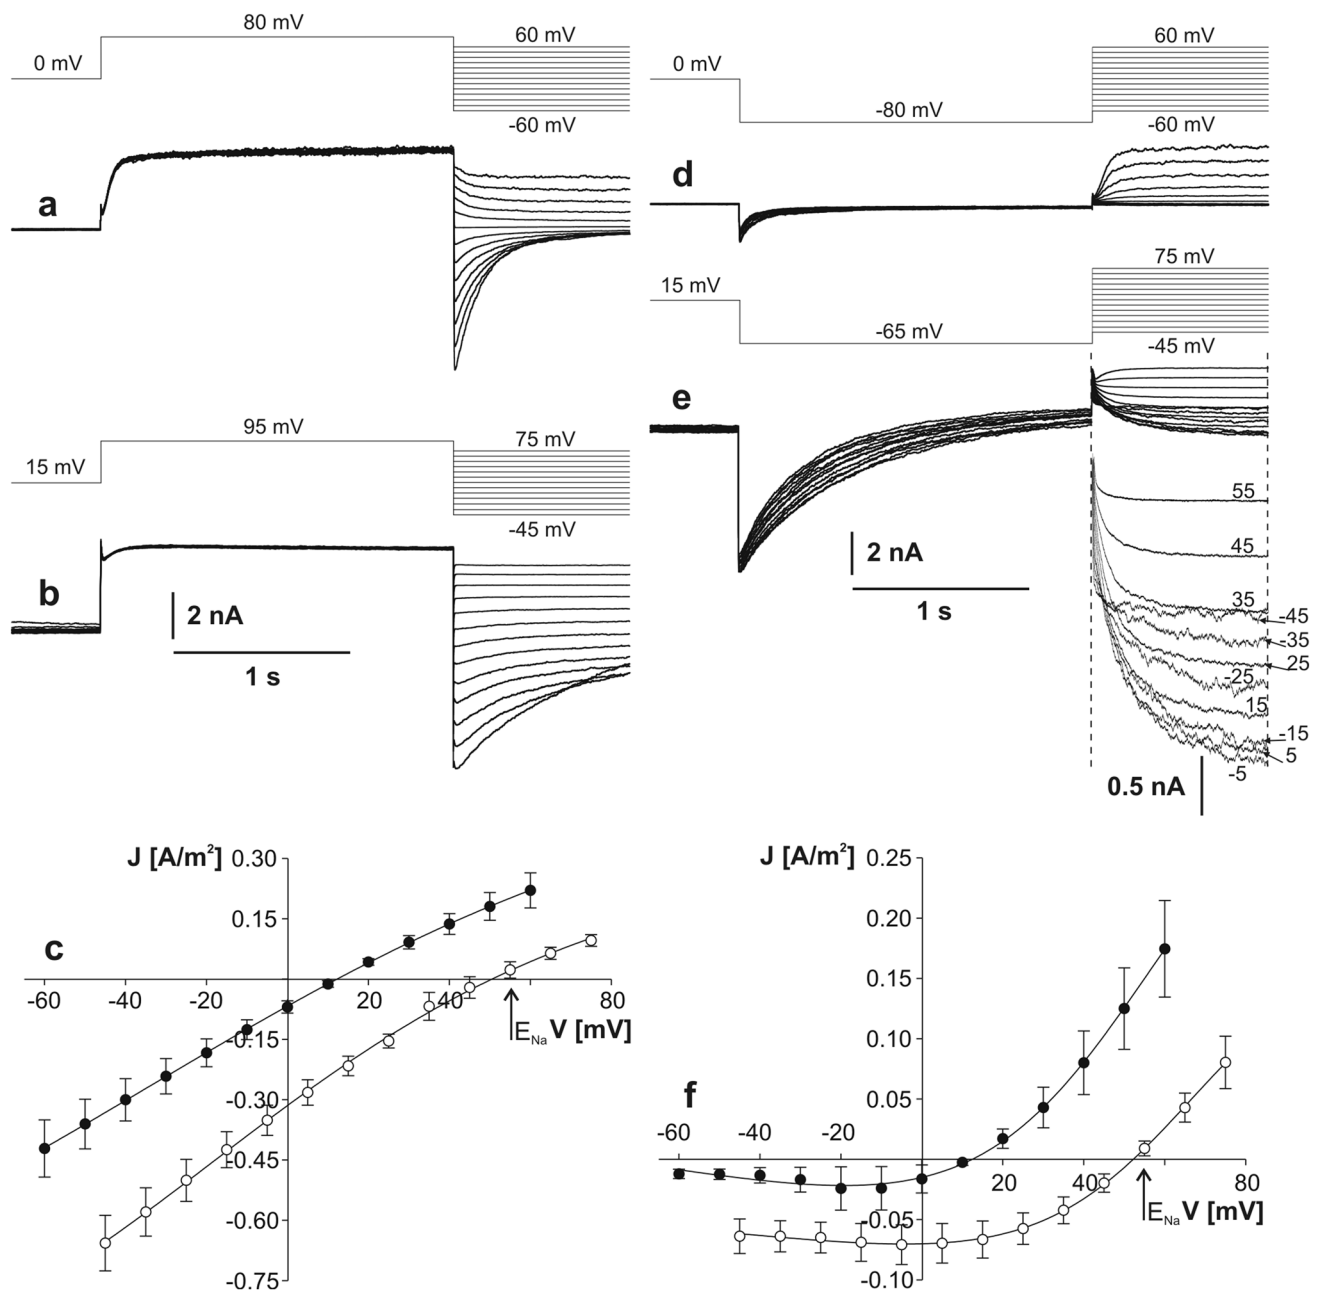 80 mV
60 mV
0 mV
-60 mV
a
95 mV
75 mV
15 mV
-45 mV
b
2 nA
1 s
60 mV
0 mV
-80 mV
-60 mV
d
75 mV
15 mV
-65 mV
-45 mV
e
2 nA
1 s
55
45
35
-45
-35
25
-25
15
-15
5
-5
0.5 nA
J [A/m²]
0.30
0.15
c
-60
-40
-20
20
40
80
-0.15
ENa V [mV]
-0.30
-0.45
-0.60
-0.75
J [A/m²]
0.25
0.20
0.15
0.10
0.05
f
-60
-40
-20
20
40
80
-0.05
ENa V [mV]
-0.10